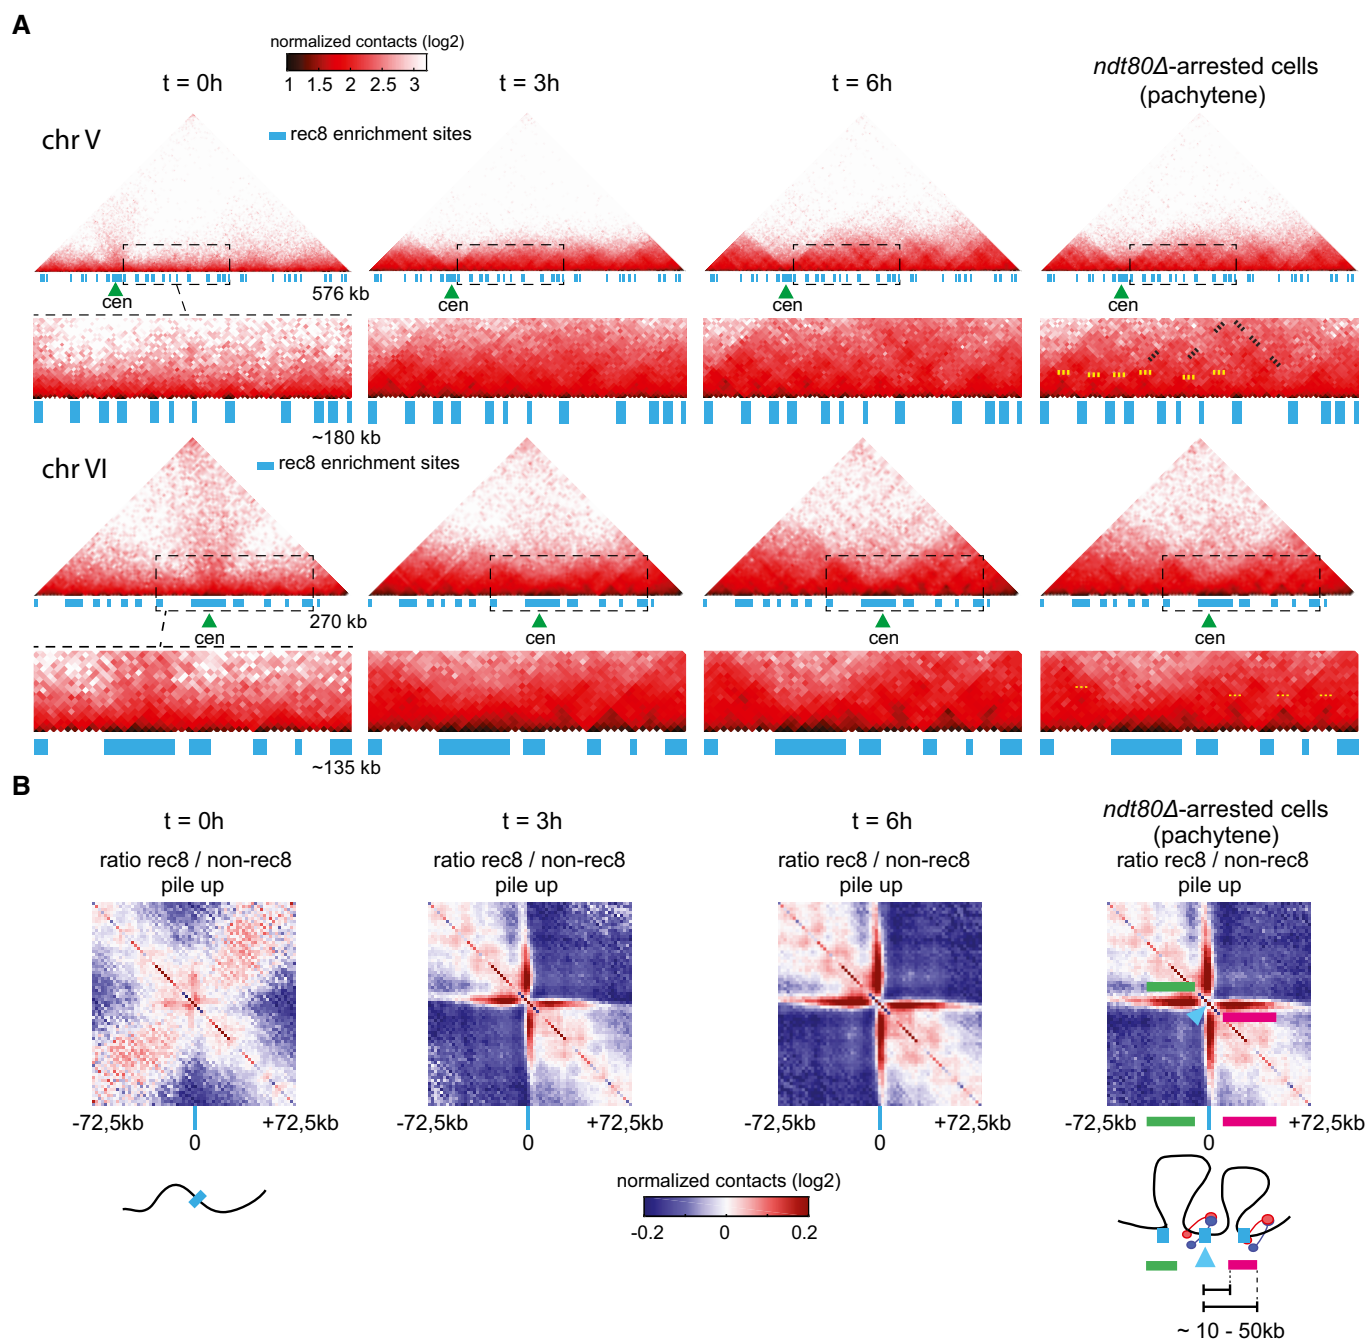 A
normalized contacts (log2)
1 1.5 2 2.5 3
t = 0h
t = 3h
t = 6h
ndt80Δ-arrested cells
(pachytene)
chr V
rec8 enrichment sites
576 kb
cen
cen
cen
cen
~180 kb
chr VI
rec8 enrichment sites
270 kb
cen
cen
cen
cen
~135 kb
B
t = 0h
t = 3h
t = 6h
ndt80Δ-arrested cells
(pachytene)
ratio rec8 / non-rec8
pile up
ratio rec8 / non-rec8
pile up
ratio rec8 / non-rec8
pile up
ratio rec8 / non-rec8
pile up
-72,5kb 0 +72,5kb
-72,5kb 0 +72,5kb
-72,5kb 0 +72,5kb
-72,5kb 0 +72,5kb
normalized contacts (log2)
-0.2 0 0.2
~ 10 - 50kb